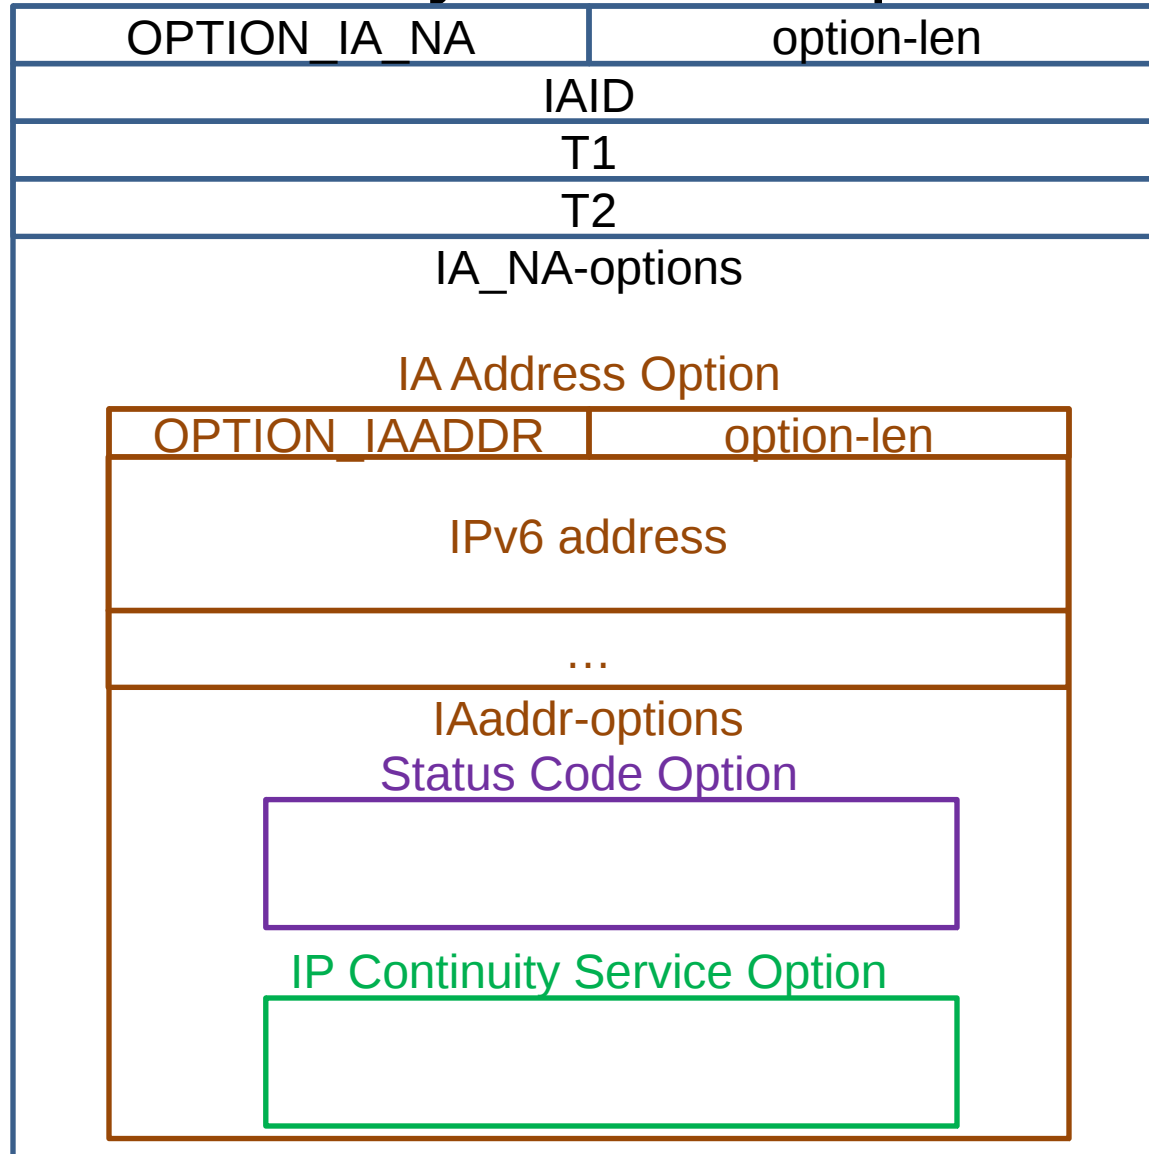 OPTION_IA_NA option-len
IAID
T1
T2
IA_NA-options
IA Address Option
OPTION_IAADDR option-len
IPv6 address
...
IAaddr-options
Status Code Option
IP Continuity Service Option